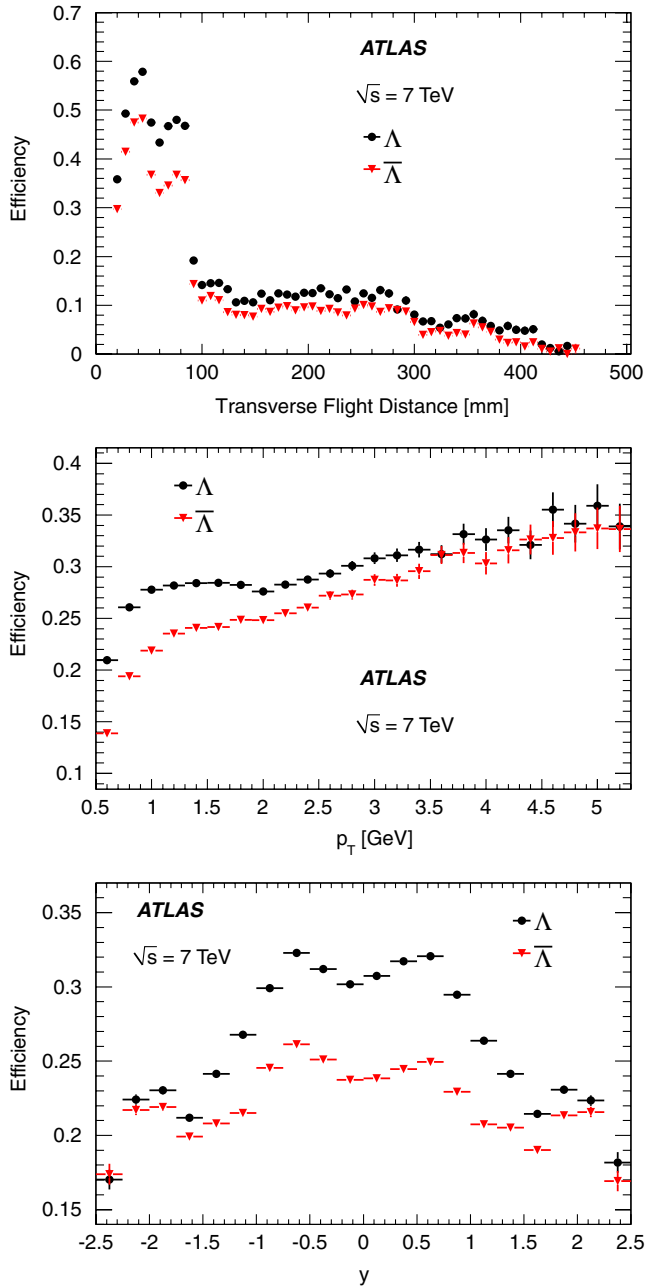 0.7
0.6
0.5
0.4
0.3
0.2
0.1
0
Efficiency
ATLAS
√s = 7 TeV
Λ
Λ̅
0 100 200 300 400 500
Transverse Flight Distance [mm]
0.4
0.35
0.3
0.25
0.2
0.15
0.1
Efficiency
Λ
Λ̅
ATLAS
√s = 7 TeV
0.5 1 1.5 2 2.5 3 3.5 4 4.5 5
p_T [GeV]
0.35
0.3
0.25
0.2
0.15
Efficiency
ATLAS
√s = 7 TeV
Λ
Λ̅
-2.5 -2 -1.5 -1 -0.5 0 0.5 1 1.5 2 2.5
y